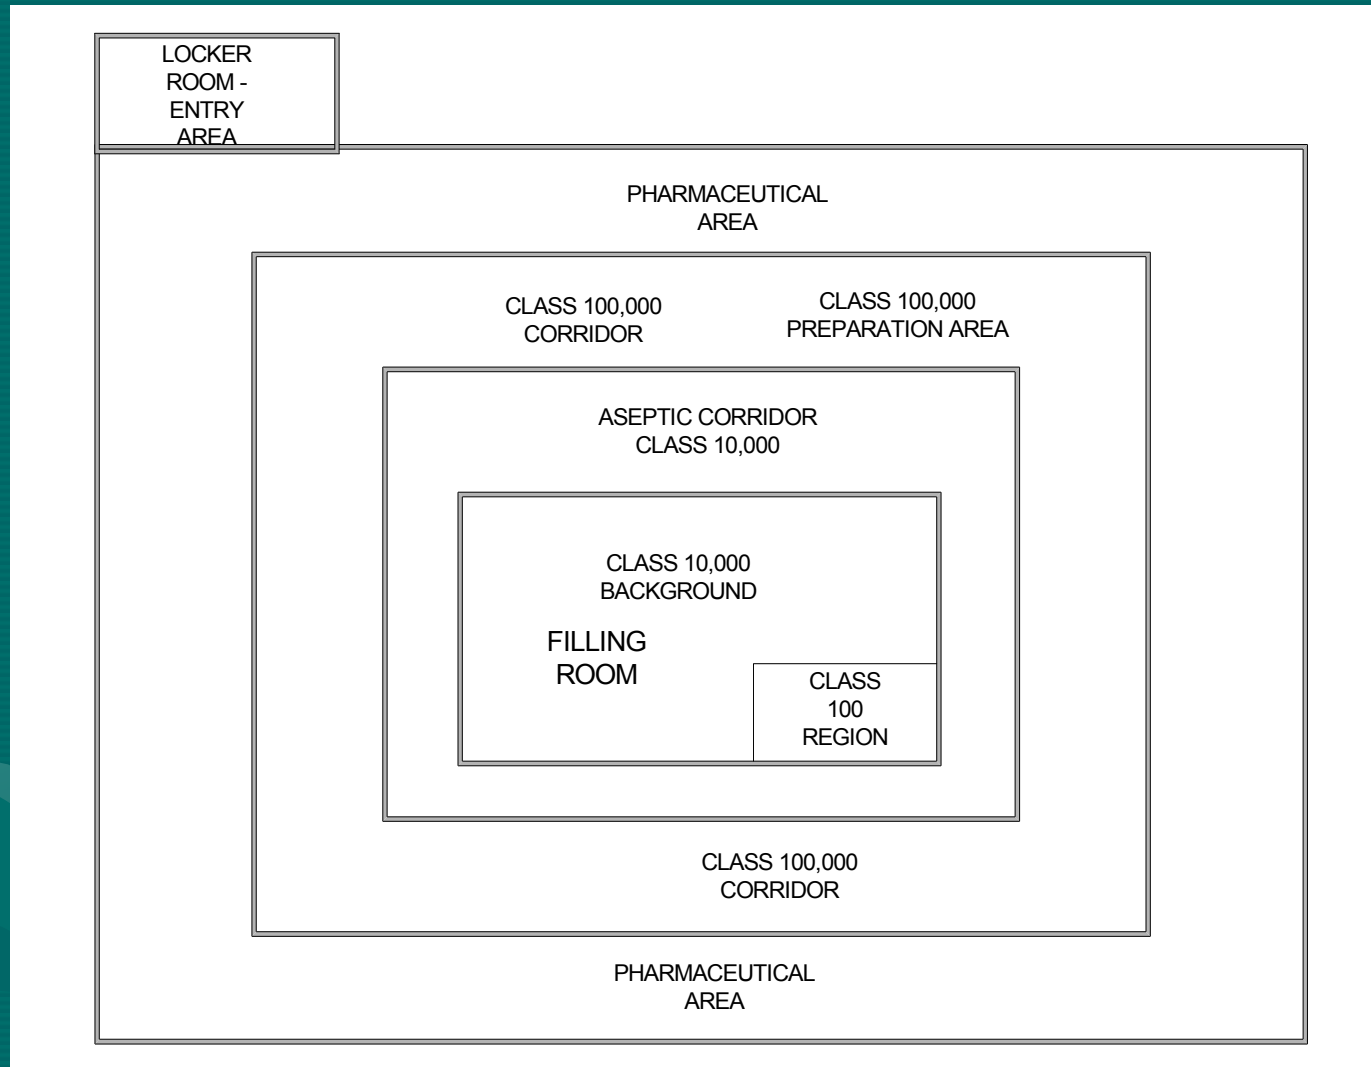 LOCKER
ROOM -
ENTRY
AREA
PHARMACEUTICAL
AREA
CLASS 100,000
CORRIDOR
CLASS 100,000
PREPARATION AREA
ASEPTIC CORRIDOR
CLASS 10,000
CLASS 10,000
BACKGROUND
FILLING
ROOM
CLASS
100
REGION
CLASS 100,000
CORRIDOR
PHARMACEUTICAL
AREA